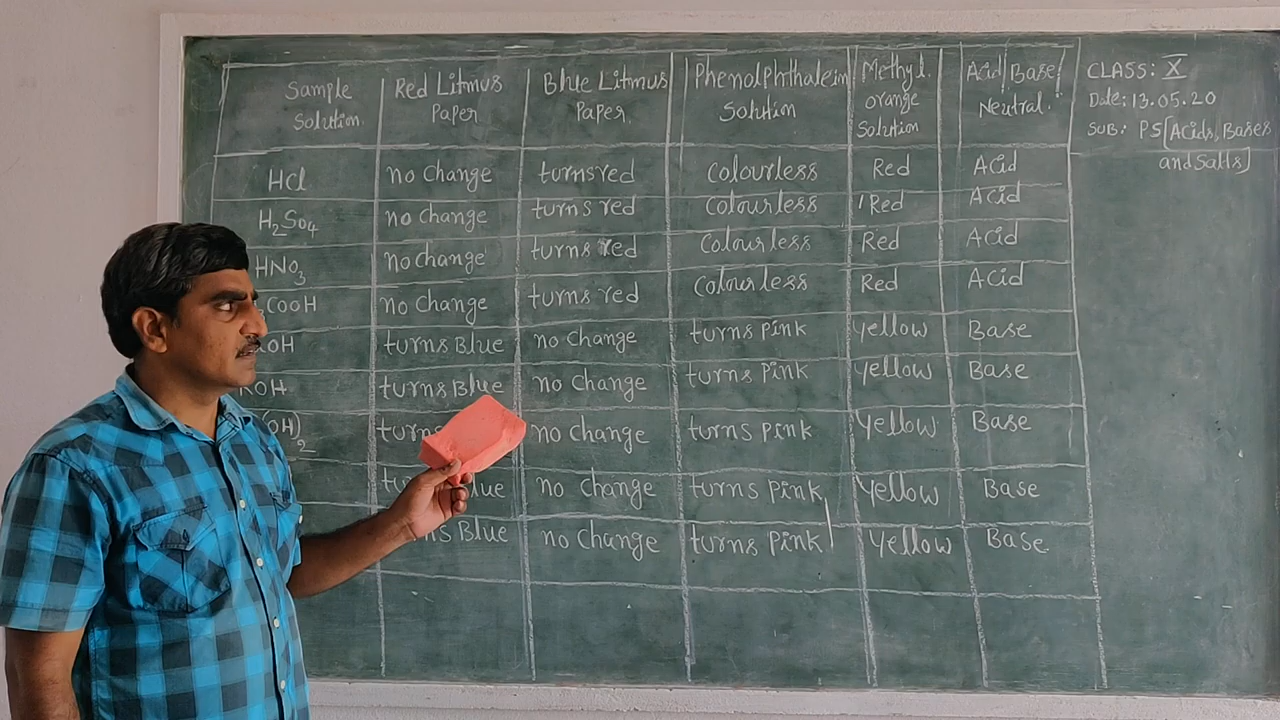 Sample Solution | Red Litmus Paper | Blue Litmus Paper | Phenolphthalein Solution | Methyl orange Solution | Acid/Base/ Neutral
HCl | no Change | turns red | Colourless | Red | Acid
H2SO4 | no change | turns red | Colourless | Red | Acid
HNO3 | no change | turns red | Colourless | Red | Acid
COOH | no Change | turns red | Colourless | Red | Acid
OH | turns Blue | no Change | turns Pink | yellow | Base
KOH | turns Blue | no Change | turns Pink | yellow | Base
OH)2 | turns | no Change | turns Pink | yellow | Base
Blue | no Change | turns Pink | yellow | Base
Blue | no Change | turns Pink | yellow | Base
CLASS: X
Date: 13.05.20
SUB: PS [Acids, Bases
and Salts]